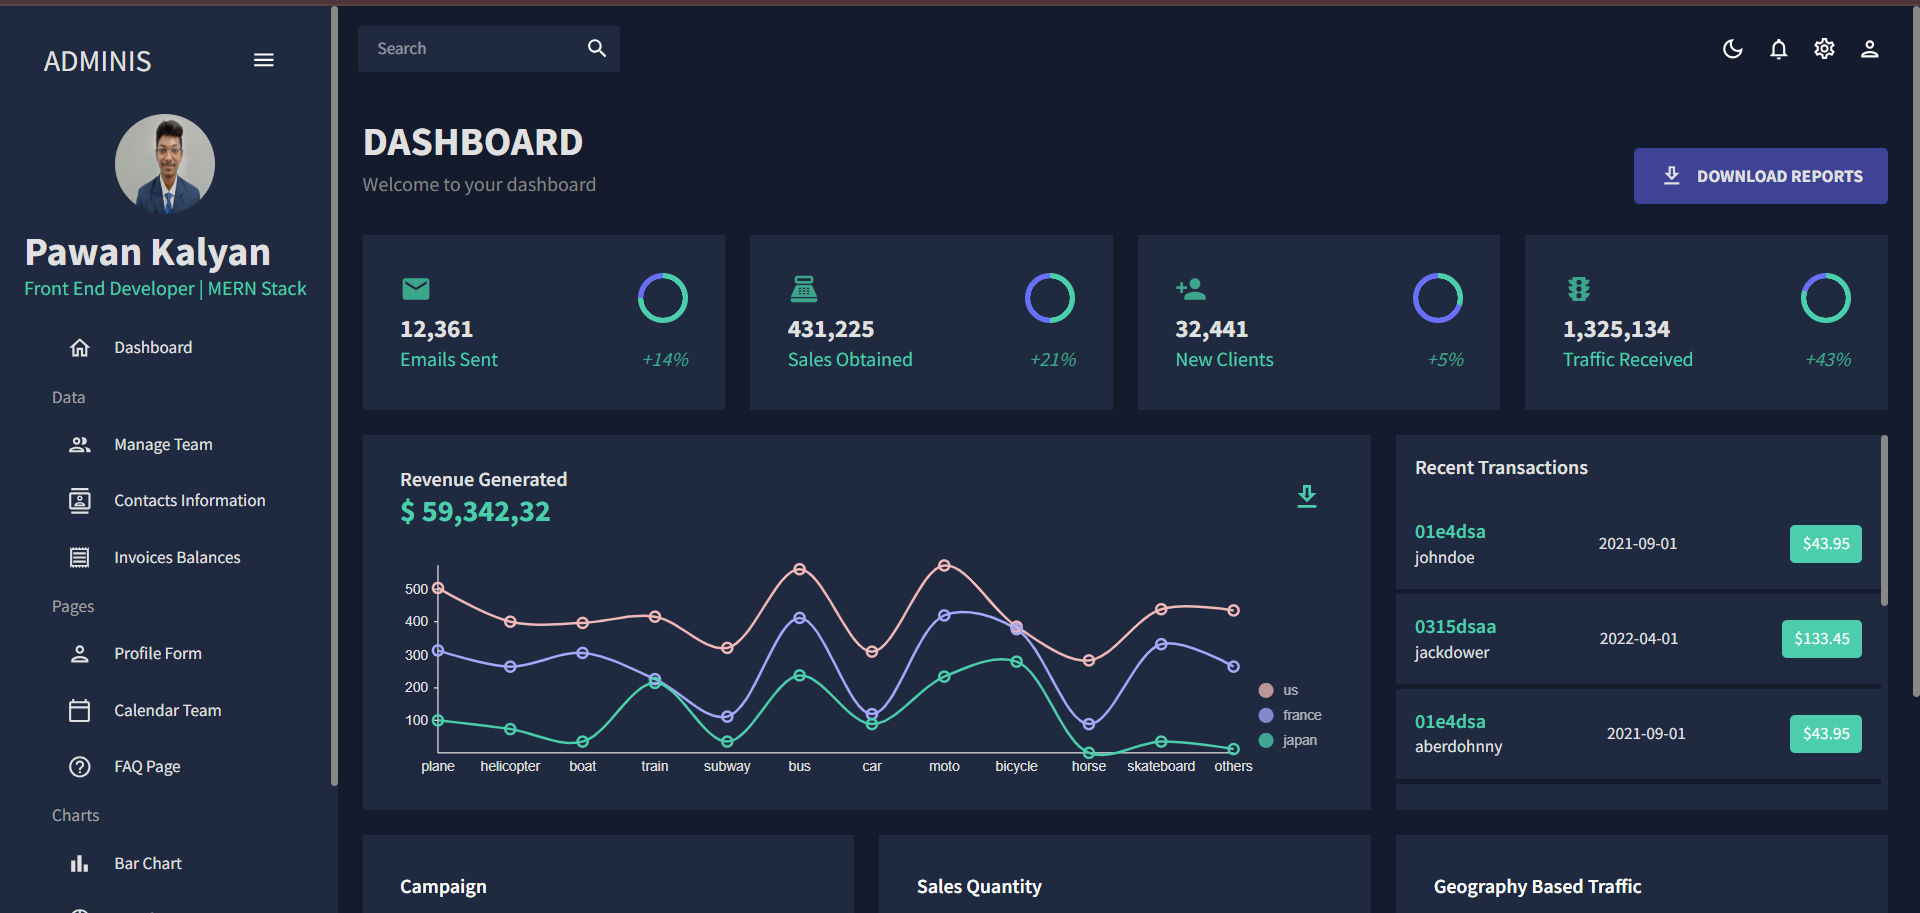 ADMINIS
Pawan Kalyan
Front End Developer | MERN Stack
Dashboard
Data
Manage Team
Contacts Information
Invoices Balances
Pages
Profile Form
Calendar Team
FAQ Page
Charts
Bar Chart
Search
DASHBOARD
Welcome to your dashboard
DOWNLOAD REPORTS
12,361
Emails Sent
+14%
431,225
Sales Obtained
+21%
32,441
New Clients
+5%
1,325,134
Traffic Received
+43%
Revenue Generated
$ 59,342,32
500
400
300
200
100
plane helicopter boat train subway bus car moto bicycle horse skateboard others
us
france
japan
Recent Transactions
01e4dsa
johndoe
2021-09-01
$43.95
0315dsaa
jackdower
2022-04-01
$133.45
01e4dsa
aberdohnny
2021-09-01
$43.95
Campaign
Sales Quantity
Geography Based Traffic